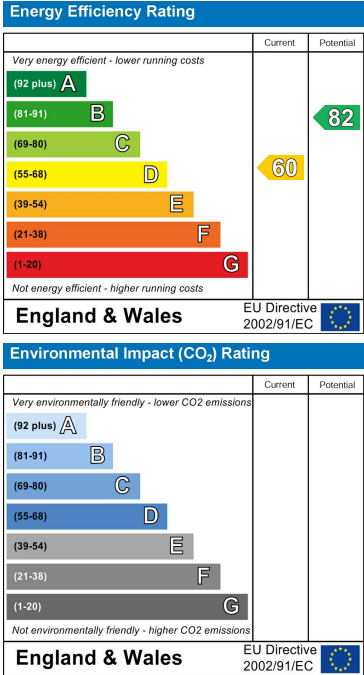 Energy Efficiency Rating
Current Potential
Very energy efficient - lower running costs
(92 plus) A
(81-91) B
(69-80) C
(55-68) D
(39-54) E
(21-38) F
(1-20) G
82
60
Not energy efficient - higher running costs
England & Wales
EU Directive
2002/91/EC
Environmental Impact (CO₂) Rating
Current Potential
Very environmentally friendly - lower CO2 emissions
(92 plus) A
(81-91) B
(69-80) C
(55-68) D
(39-54) E
(21-38) F
(1-20) G
Not environmentally friendly - higher CO2 emissions
England & Wales
EU Directive
2002/91/EC